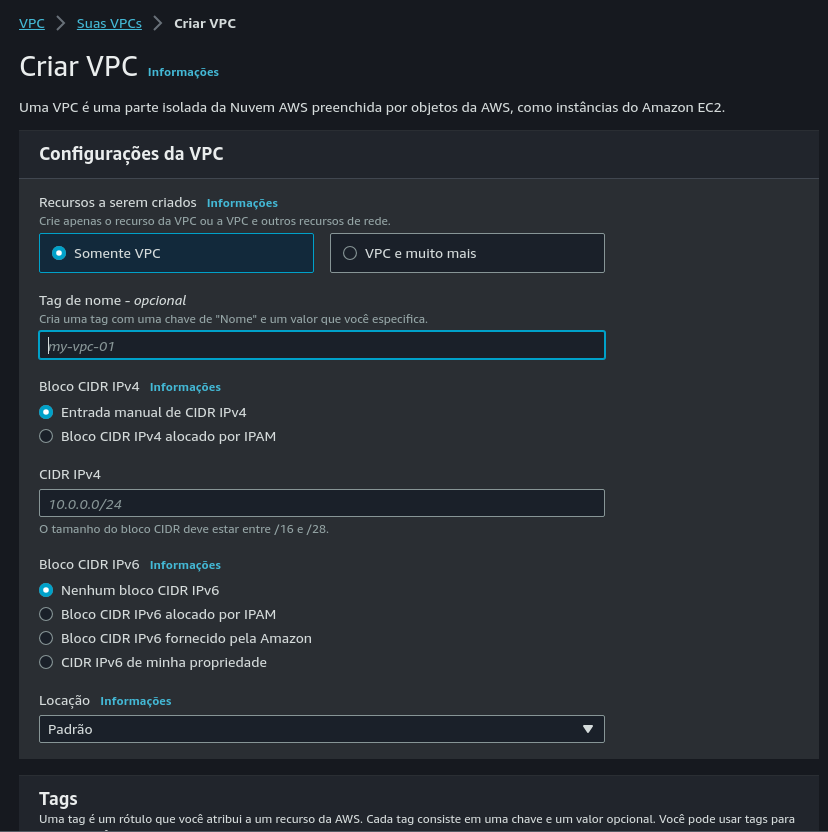 VPC > Suas VPCs > Criar VPC
Criar VPC Informações
Uma VPC é uma parte isolada da Nuvem AWS preenchida por objetos da AWS, como instâncias do Amazon EC2.
Configurações da VPC
Recursos a serem criados Informações
Crie apenas o recurso da VPC ou a VPC e outros recursos de rede.
Somente VPC VPC e muito mais
Tag de nome - opcional
Cria uma tag com uma chave de "Nome" e um valor que você especifica.
my-vpc-01
Bloco CIDR IPv4 Informações
Entrada manual de CIDR IPv4
Bloco CIDR IPv4 alocado por IPAM
CIDR IPv4
10.0.0.0/24
O tamanho do bloco CIDR deve estar entre /16 e /28.
Bloco CIDR IPv6 Informações
Nenhum bloco CIDR IPv6
Bloco CIDR IPv6 alocado por IPAM
Bloco CIDR IPv6 fornecido pela Amazon
CIDR IPv6 de minha propriedade
Locação Informações
Padrão
Tags
Uma tag é um rótulo que você atribui a um recurso da AWS. Cada tag consiste em uma chave e um valor opcional. Você pode usar tags para